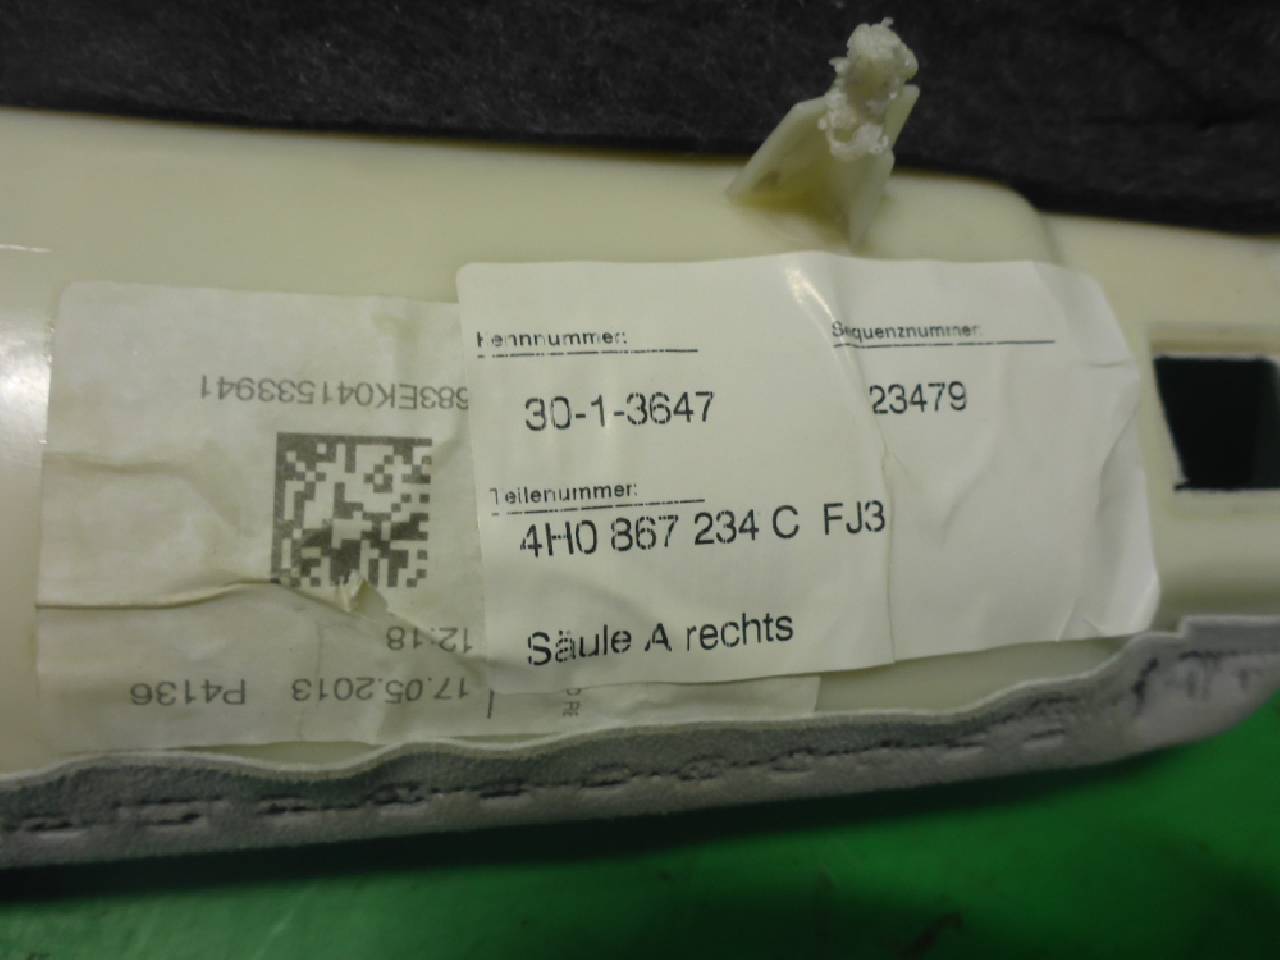 Kennnummer:
Sequenznummer:
30-1-3647
23479
Teilenummer:
4H0 867 234 C FJ3
Säule A rechts
P4136
17.05.2013
12:18
583EK041533941